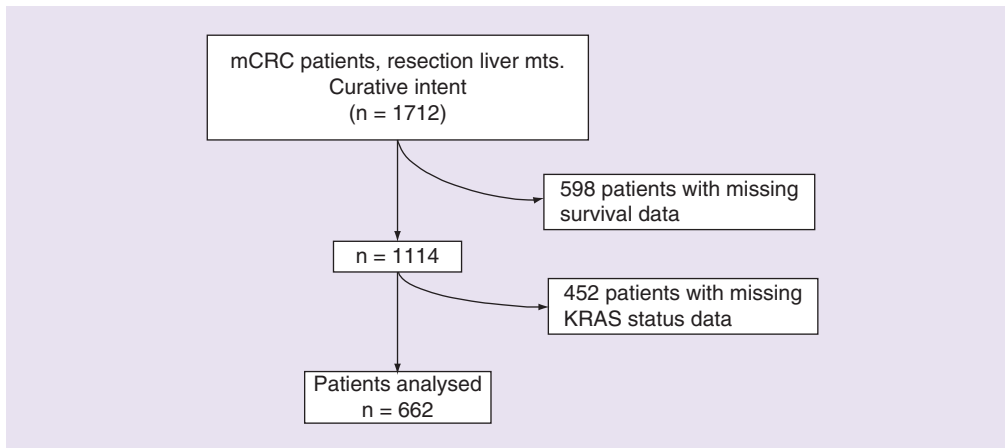 mCRC patients, resection liver mts.
Curative intent
(n = 1712)
598 patients with missing
survival data
n = 1114
452 patients with missing
KRAS status data
Patients analysed
n = 662